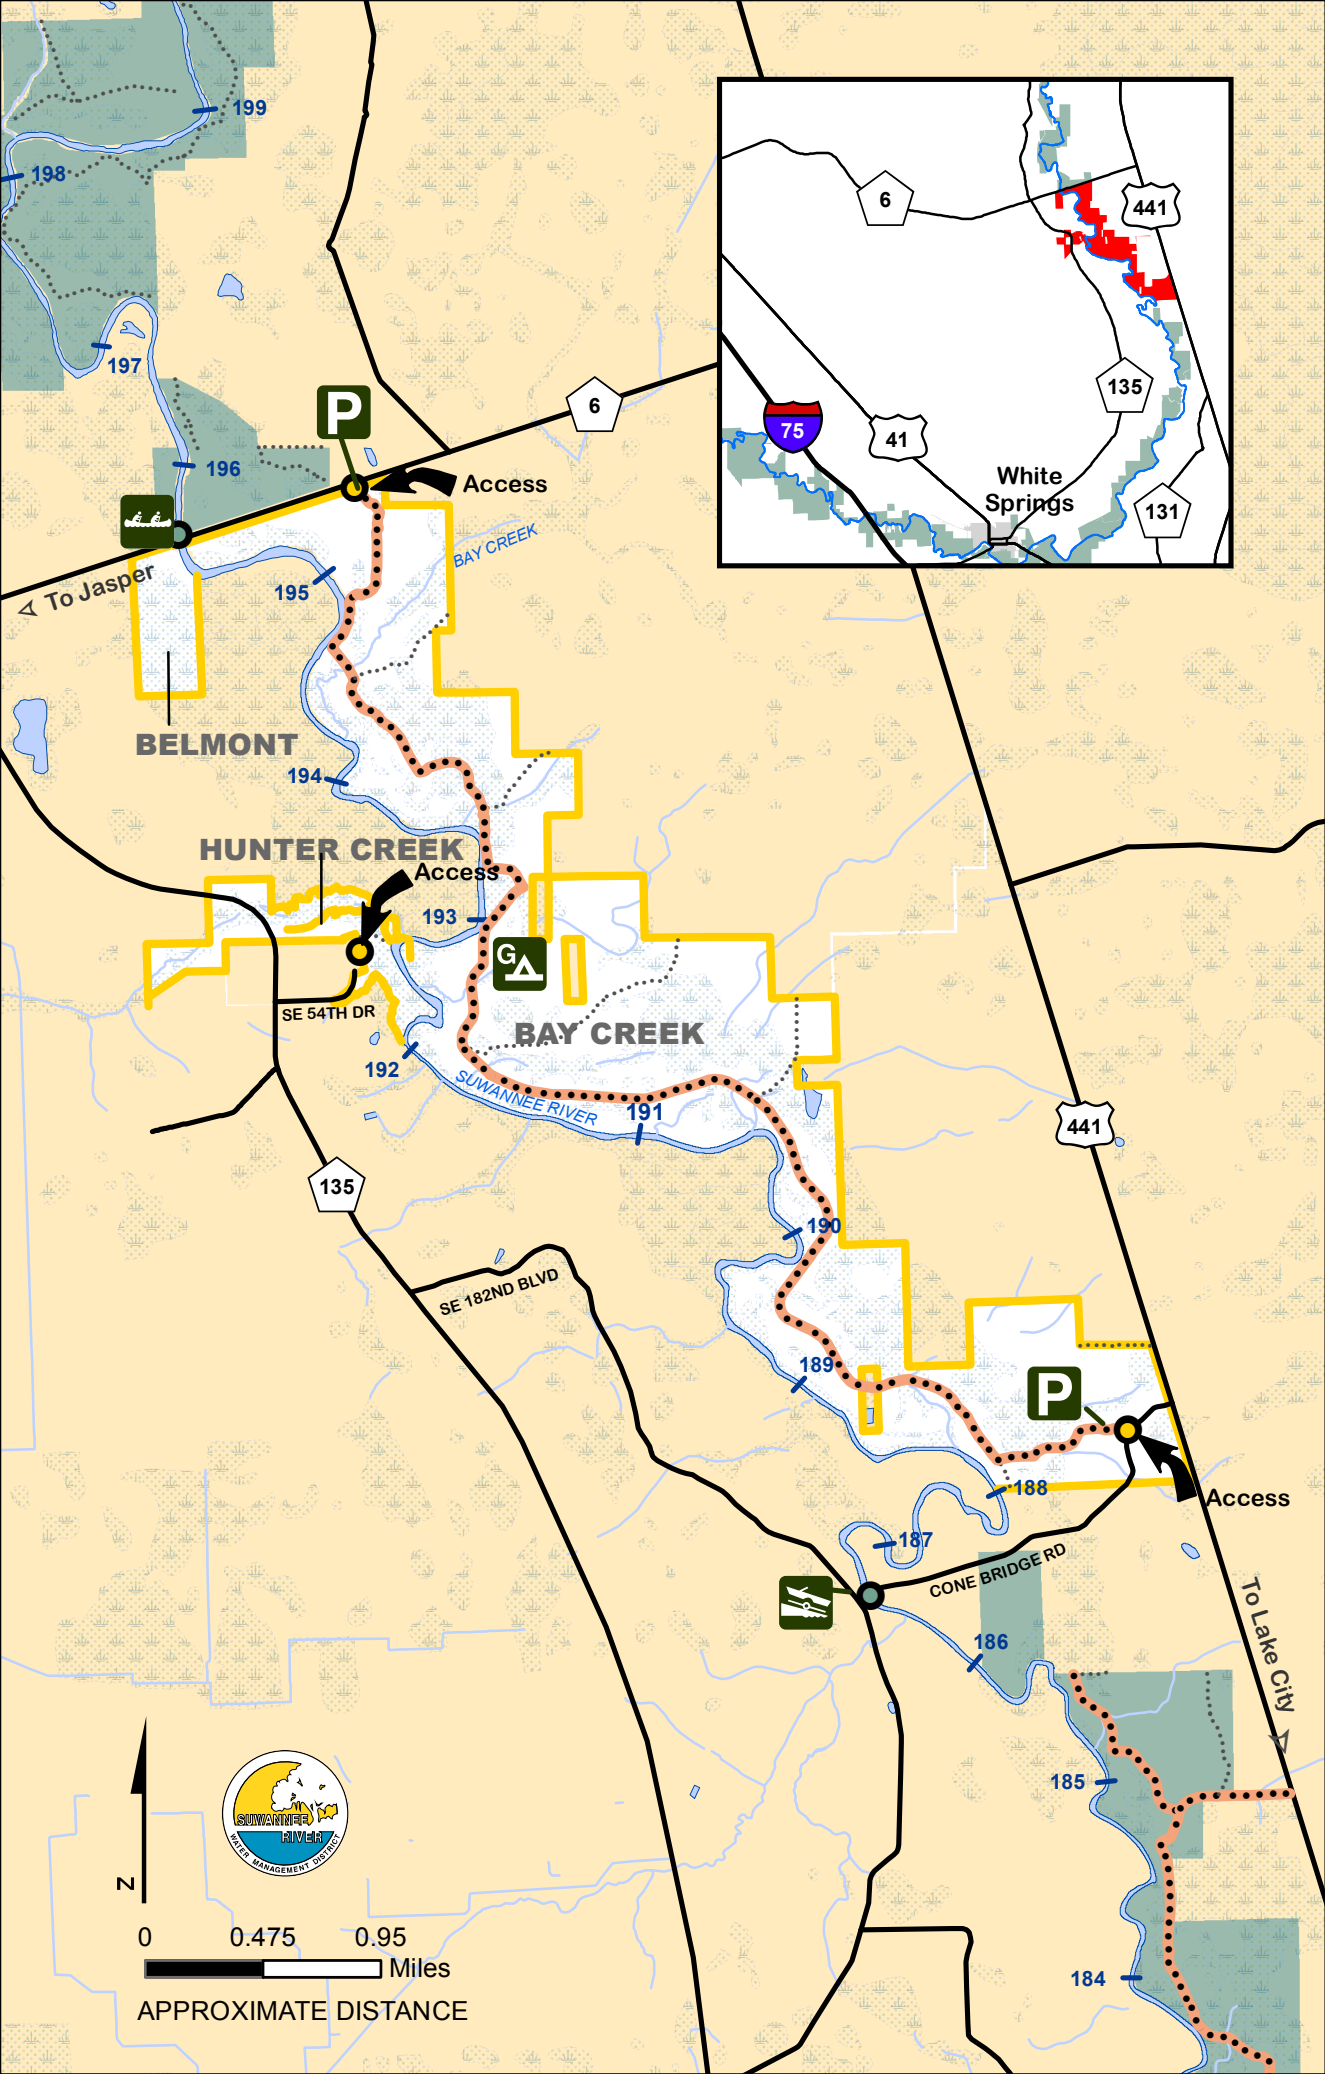 199
198
197
P
6
196
Access
BAY CREEK
195
To Jasper
BELMONT
194
HUNTER CREEK
Access
193
G
SE 54TH DR
BAY CREEK
192
SUWANNEE RIVER
191
441
135
190
SE 182ND BLVD
189
P
188
Access
187
CONE BRIDGE RD
186
To Lake City
185
184
6
441
135
75
41
White
Springs
131
N
SUWANNEE
RIVER
WATER MANAGEMENT DISTRICT
0 0.475 0.95
Miles
APPROXIMATE DISTANCE